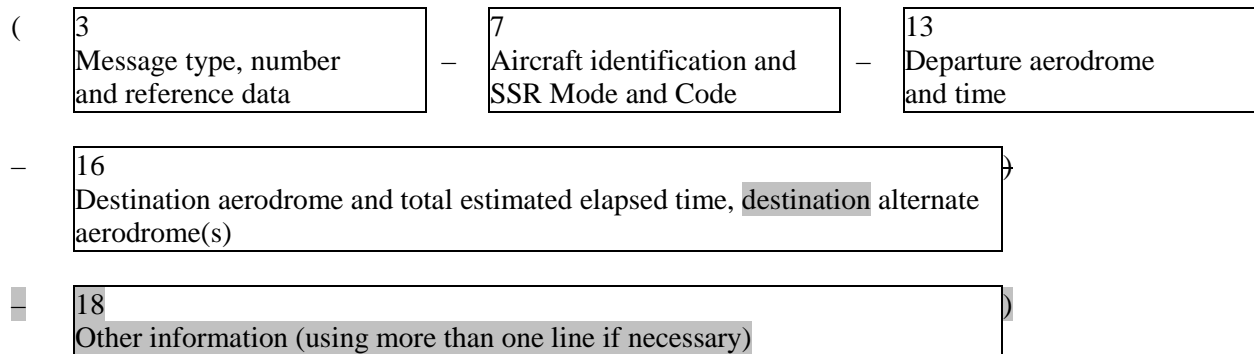 ( 3 7 13
Message type, number – Aircraft identification and – Departure aerodrome
and reference data SSR Mode and Code and time
– 16 )
Destination aerodrome and total estimated elapsed time, destination alternate
aerodrome(s)
– 18 )
Other information (using more than one line if necessary)